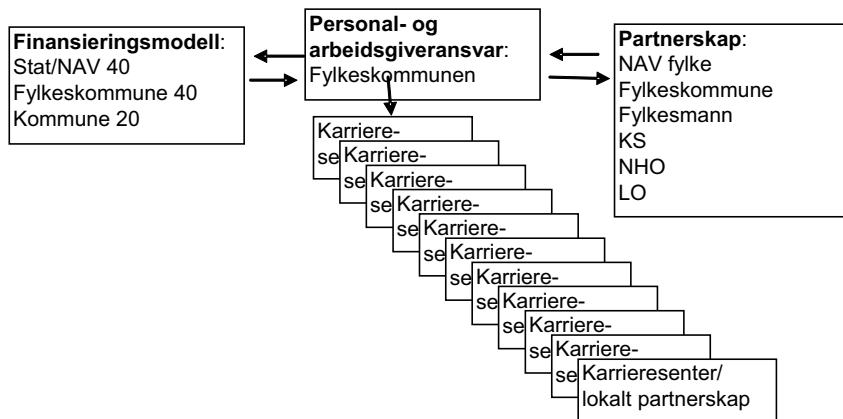 Finansieringsmodell:
Stat/NAV 40
Fylkeskommune 40
Kommune 20
Personal- og
arbeidsgiveransvar:
Fylkeskommunen
Partnerskap:
NAV fylke
Fylkeskommune
Fylkesmann
KS
NHO
LO
Karriere-
se
Karriere-
se
Karriere-
se
Karriere-
se
Karriere-
se
Karriere-
se
Karriere-
se
Karriere-
se
Karriere-
se
Karriere-
se
Karrieresenter/
lokalt partnerskap